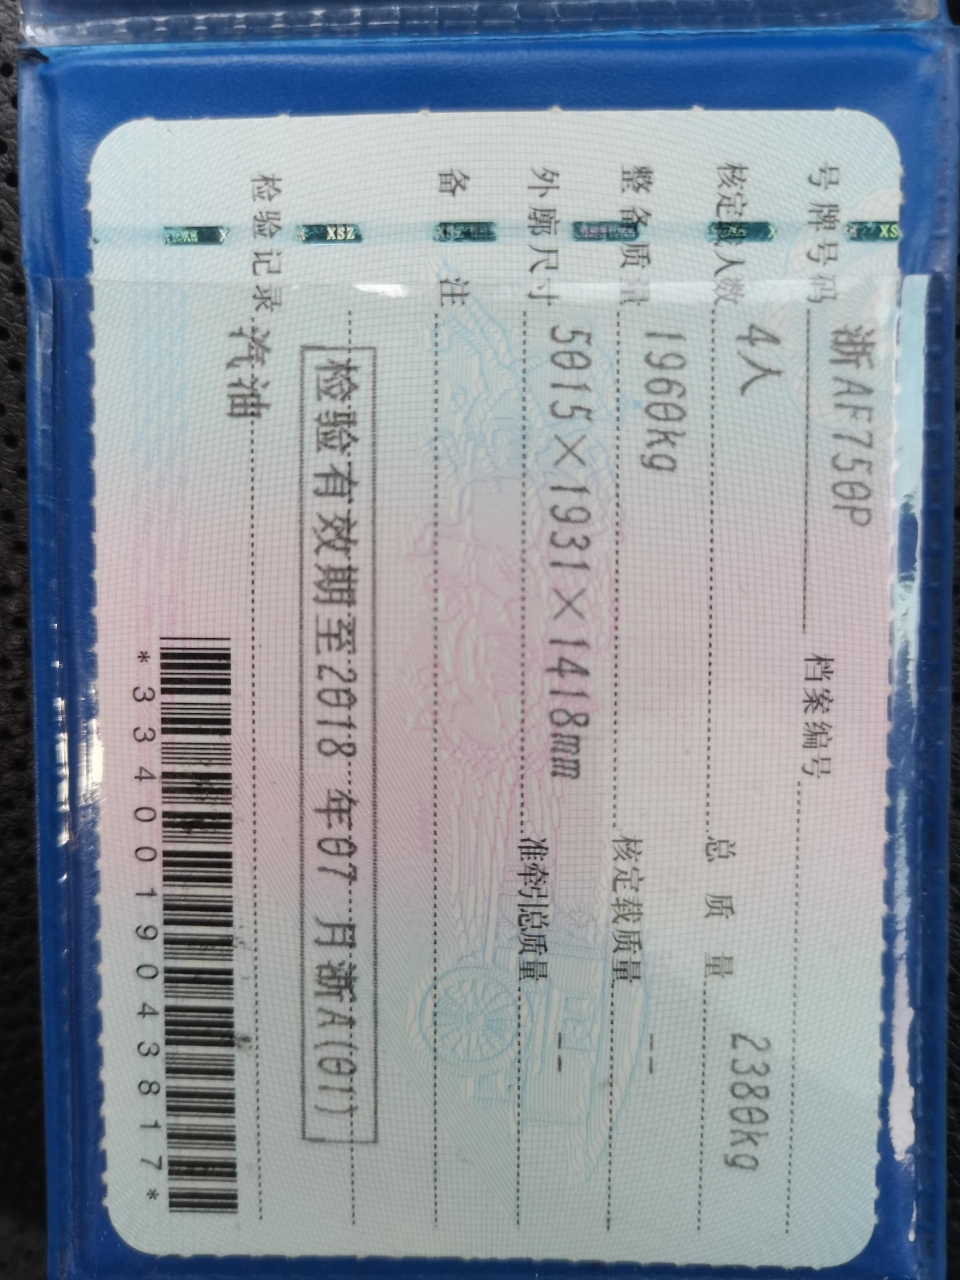 号牌号码 浙AF750P 档案编号
核定载人数 4人 总质量 2380kg
整备质量 1960kg 核定载质量 --
外廓尺寸 5015×1931×1418mm 准牵引总质量 --
备注
检验有效期至2018年07月浙A(01)
检验记录 汽油
*3340019043817*
XSZ
XS